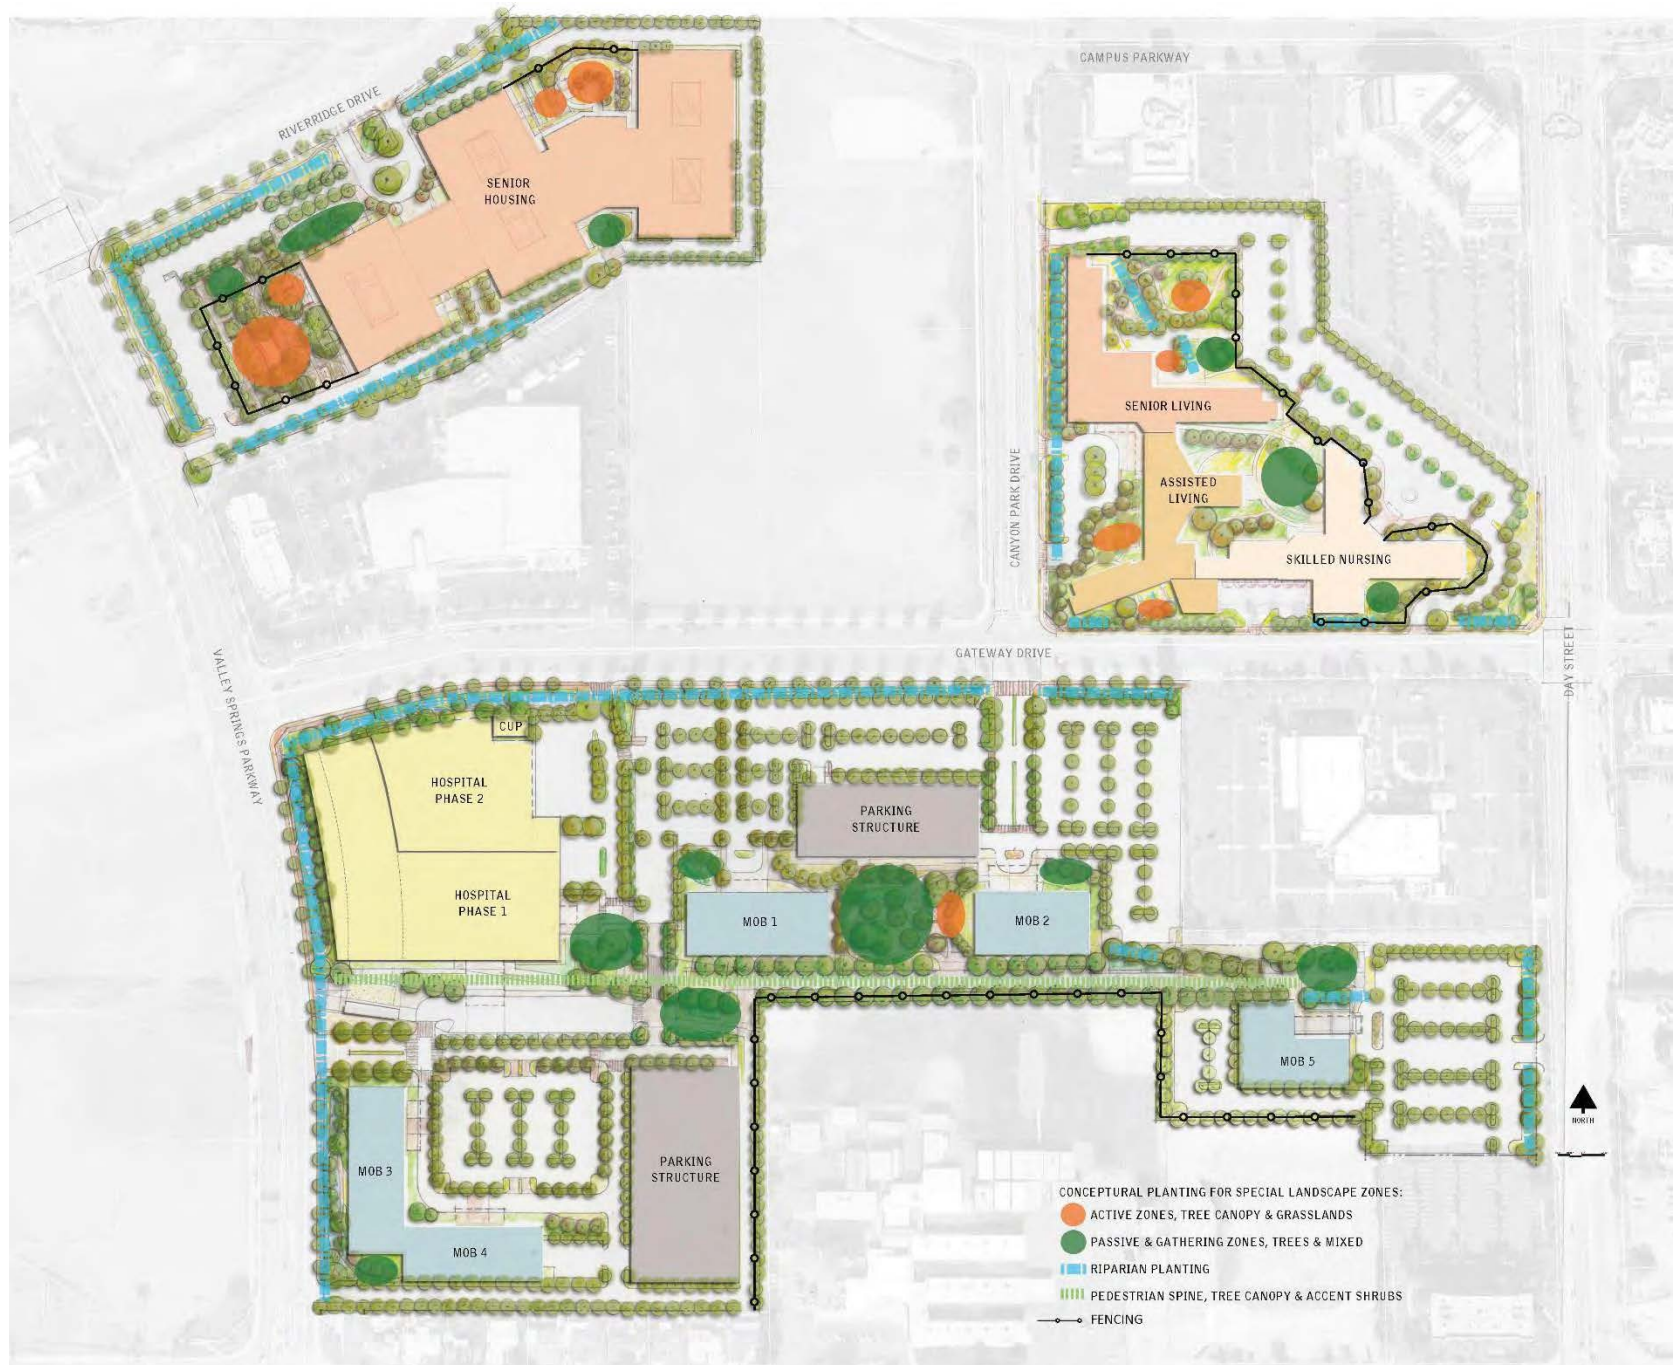 CAMPUS PARKWAY
RIVERRIDGE DRIVE
SENIOR
HOUSING
SENIOR LIVING
ASSISTED
LIVING
CANYON PARK DRIVE
SKILLED NURSING
GATEWAY DRIVE
DAY STREET
VALLEY SPRINGS PARKWAY
CUP
HOSPITAL
PHASE 2
PARKING
STRUCTURE
HOSPITAL
PHASE 1
MOB 1
MOB 2
MOB 5
NORTH
MOB 3
PARKING
STRUCTURE
MOB 4
CONCEPTUAL PLANTING FOR SPECIAL LANDSCAPE ZONES:
ACTIVE ZONES, TREE CANOPY & GRASSLANDS
PASSIVE & GATHERING ZONES, TREES & MIXED
RIPARIAN PLANTING
PEDESTRIAN SPINE, TREE CANOPY & ACCENT SHRUBS
FENCING